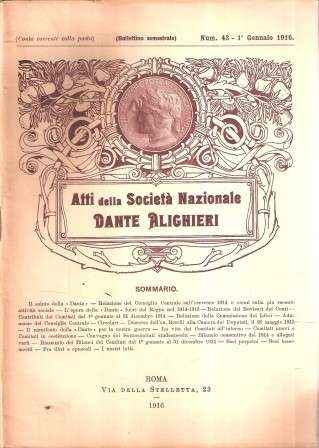 (Conto corrente colla posta) (Bollettino semestrale) Num. 43 - 1° Gennaio 1916.
Atti della Società Nazionale
DANTE ALIGHIERI
SOMMARIO.
Il saluto della « Dante » — Relazione del Consiglio Centrale sull'esercizio 1914 e cenni sulla più recente
attività sociale — L'opera della « Dante » fuori del Regno nel 1914-1915 — Relazione dei Revisori dei Conti —
Contributi dei Comitati dal 1° gennaio al 31 dicembre 1914 — Relazione della Commissione dei Libri —
del Consiglio Centrale — Circolari — Discorso dell'on. Boselli alla Camera dei Deputati, il 20 maggio 1915
— Il manifesto della « Dante » per la nostra guerra — La vita dei Comitati all'interno — Comitati nuovi e
Comitati in costituzione — Convegno dei Sottocomitati studenteschi — Bilancio consuntivo del 1914 e allegati
— Riassunto dei Bilanci dei Comitati dal 1° gennaio al 31 dicembre 1914 — Soci perpetui — Soci bene-
meriti — Fra libri e opuscoli — I nostri lutti.
ROMA
VIA DELLA STELLETTA, 23
—
1916